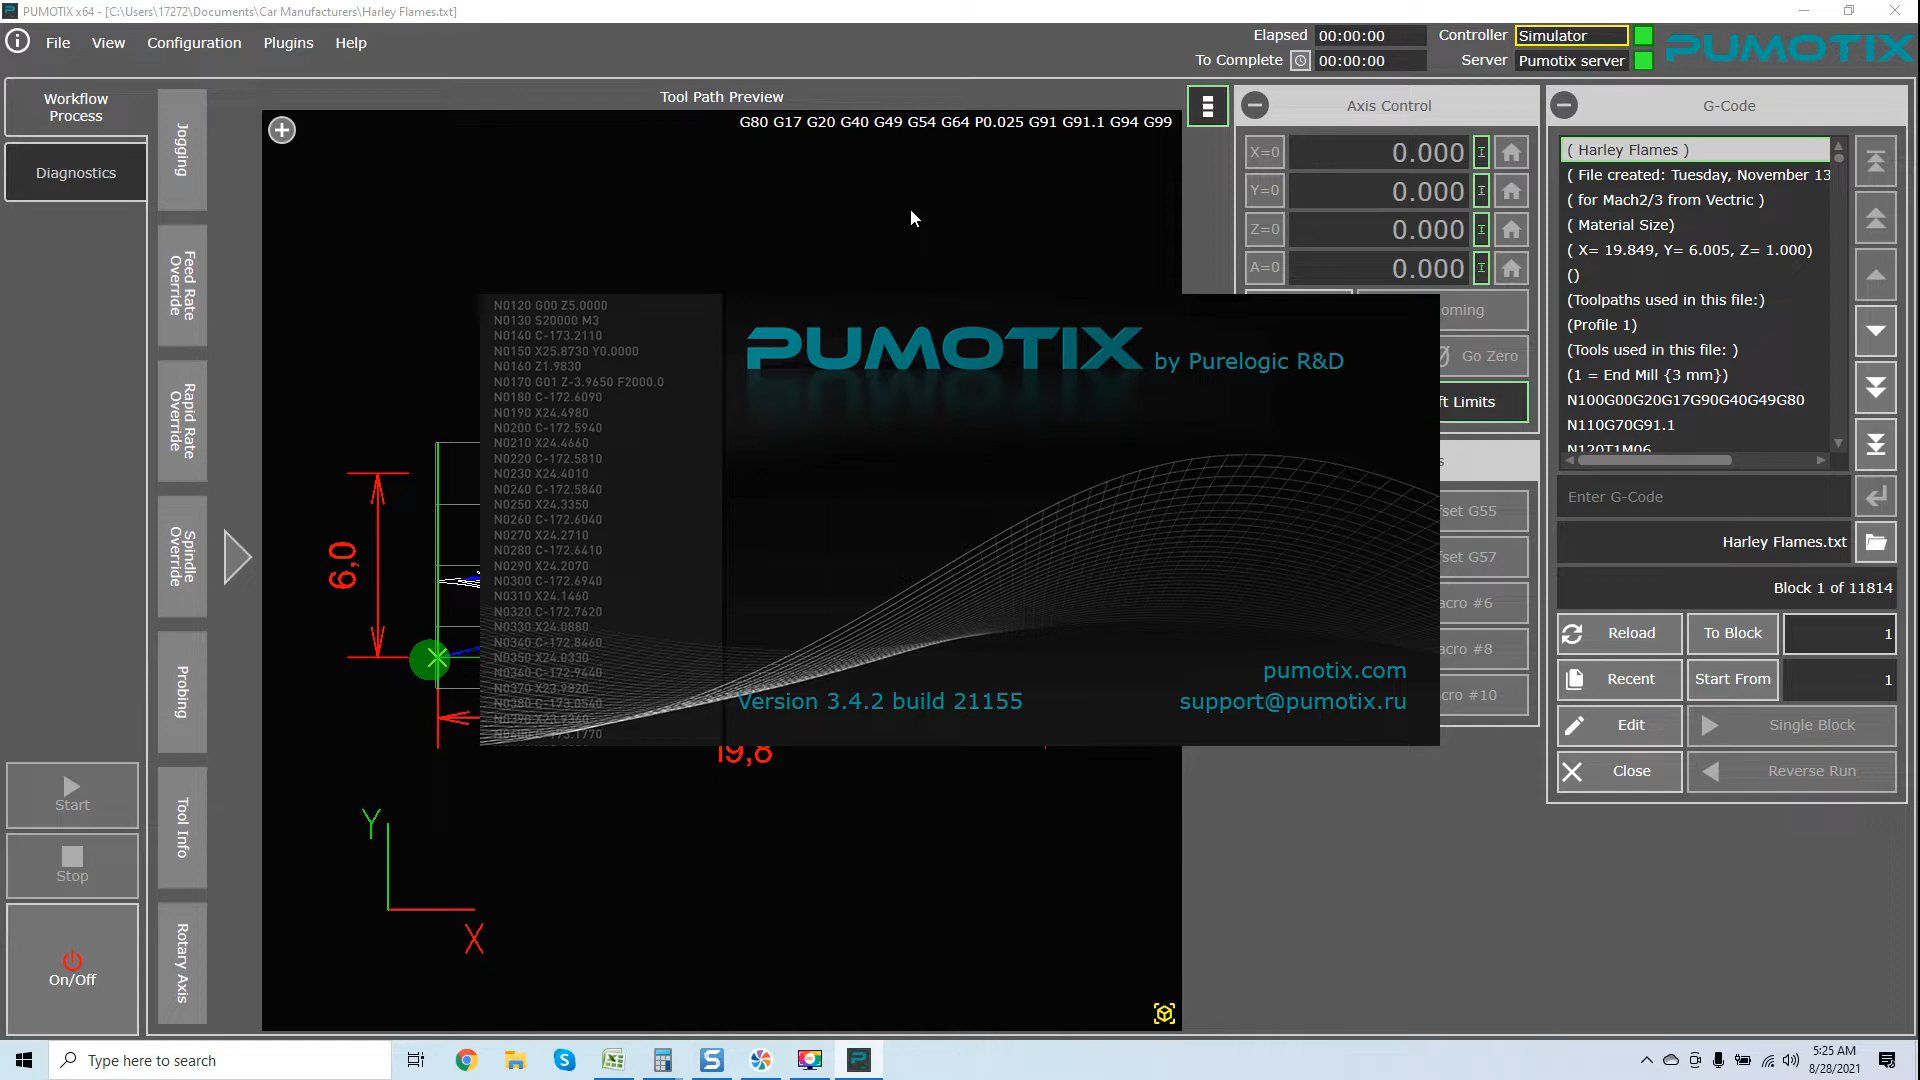 PUMOTIX x64 - [C:\Users\17272\Documents\Car Manufacturers\Harley Flames.txt]
File View Configuration Plugins Help
Elapsed 00:00:00 Controller Simulator
To Complete 00:00:00 Server Pumotix server
PUMOTIX
Workflow
Process
Diagnostics
Start
Stop
On/Off
Jogging
Feed Rate
Override
Rapid Rate
Override
Spindle
Override
Probing
Tool Info
Rotary Axis
Tool Path Preview
G80 G17 G20 G40 G49 G54 G64 P0.025 G91 G91.1 G94 G99
6,0
19,8
Y
X
N0120 G00 Z5.0000
N0130 S20000 M3
N0140 C-173.2110
N0150 X25.8730 Y0.0000
N0160 Z1.9830
N0170 G01 Z-3.9650 F2000.0
N0180 C-172.6090
N0190 X24.4980
N0200 C-172.5940
N0210 X24.4660
N0220 C-172.5810
N0230 X24.4010
N0240 C-172.5840
N0250 X24.3350
N0260 C-172.6040
N0270 X24.2710
N0280 C-172.6410
N0290 X24.2070
N0300 C-172.6940
N0310 X24.1460
N0320 C-172.7620
N0330 X24.0880
N0340 C-172.8460
N0350 X24.0330
N0360 C-172.9440
N0370 X23.9820
N0380 C-173.0540
N0390 X23.9360
N0400 C-173.1770
PUMOTIX by Purelogic R&D
pumotix.com
Version 3.4.2 build 21155 support@pumotix.ru
Axis Control
X=0 0.000
Y=0 0.000
Z=0 0.000
A=0 0.000
oming
Go Zero
ft Limits
s
fset G55
fset G57
acro #6
acro #8
cro #10
G-Code
( Harley Flames )
( File created: Tuesday, November 13
( for Mach2/3 from Vectric )
( Material Size)
( X= 19.849, Y= 6.005, Z= 1.000)
()
(Toolpaths used in this file:)
(Profile 1)
(Tools used in this file: )
(1 = End Mill {3 mm})
N100G00G20G17G90G40G49G80
N110G70G91.1
N120T1M06
Enter G-Code
Harley Flames.txt
Block 1 of 11814
Reload To Block 1
Recent Start From 1
Edit Single Block
Close Reverse Run
Type here to search
5:25 AM
8/28/2021